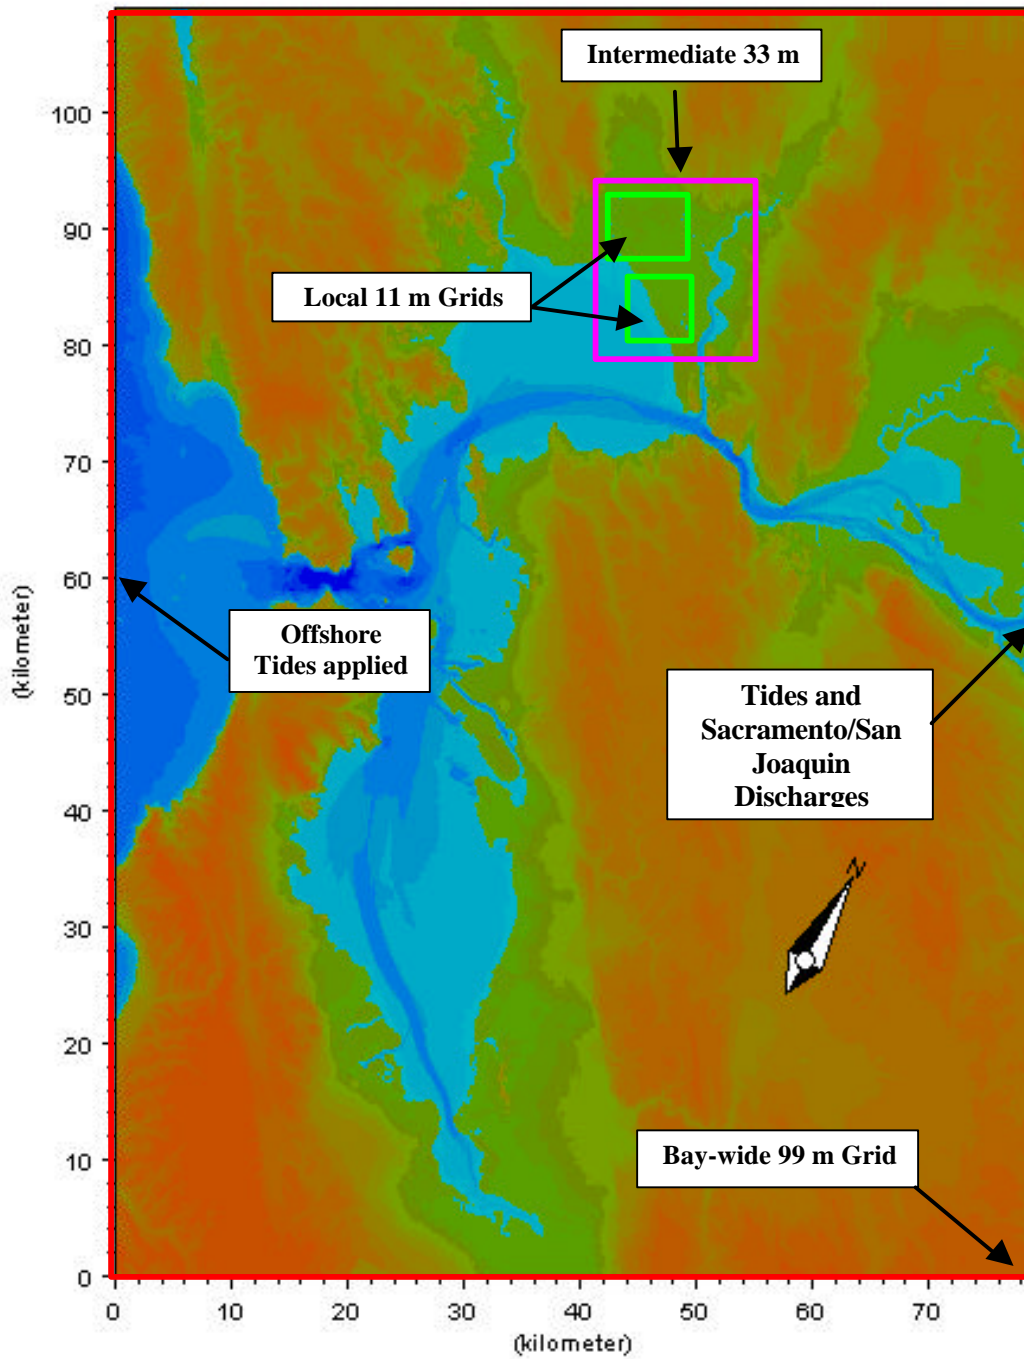 Intermediate 33 m
100
90
Local 11 m Grids
80
70
60
Offshore
Tides applied
(kilometer)
50
Tides and
Sacramento/San
Joaquin
Discharges
40
N
30
20
Bay-wide 99 m Grid
10
0
0 10 20 30 40 50 60 70
(kilometer)